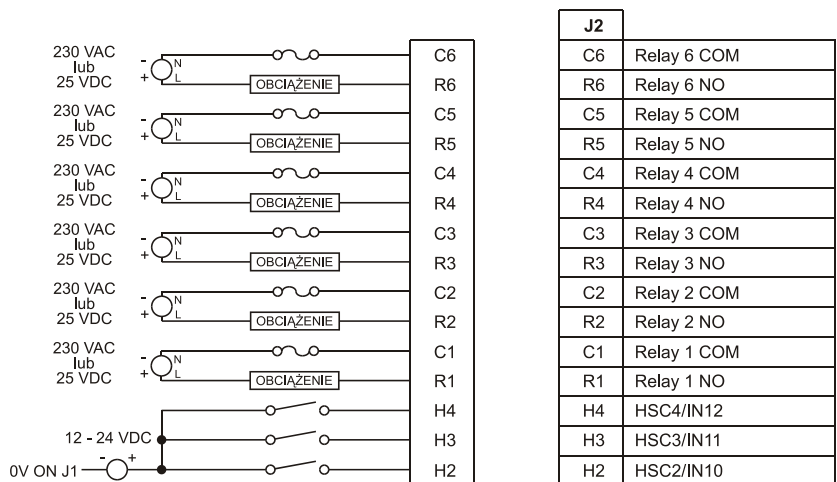 230 VAC
lub
25 VDC
- N
+ L
C6
OBCIĄŻENIE
R6
230 VAC
lub
25 VDC
- N
+ L
C5
OBCIĄŻENIE
R5
230 VAC
lub
25 VDC
- N
+ L
C4
OBCIĄŻENIE
R4
230 VAC
lub
25 VDC
- N
+ L
C3
OBCIĄŻENIE
R3
230 VAC
lub
25 VDC
- N
+ L
C2
OBCIĄŻENIE
R2
230 VAC
lub
25 VDC
- N
+ L
C1
OBCIĄŻENIE
R1
H4
12 - 24 VDC
H3
0V ON J1 - +
H2
J2
C6 Relay 6 COM
R6 Relay 6 NO
C5 Relay 5 COM
R5 Relay 5 NO
C4 Relay 4 COM
R4 Relay 4 NO
C3 Relay 3 COM
R3 Relay 3 NO
C2 Relay 2 COM
R2 Relay 2 NO
C1 Relay 1 COM
R1 Relay 1 NO
H4 HSC4/IN12
H3 HSC3/IN11
H2 HSC2/IN10